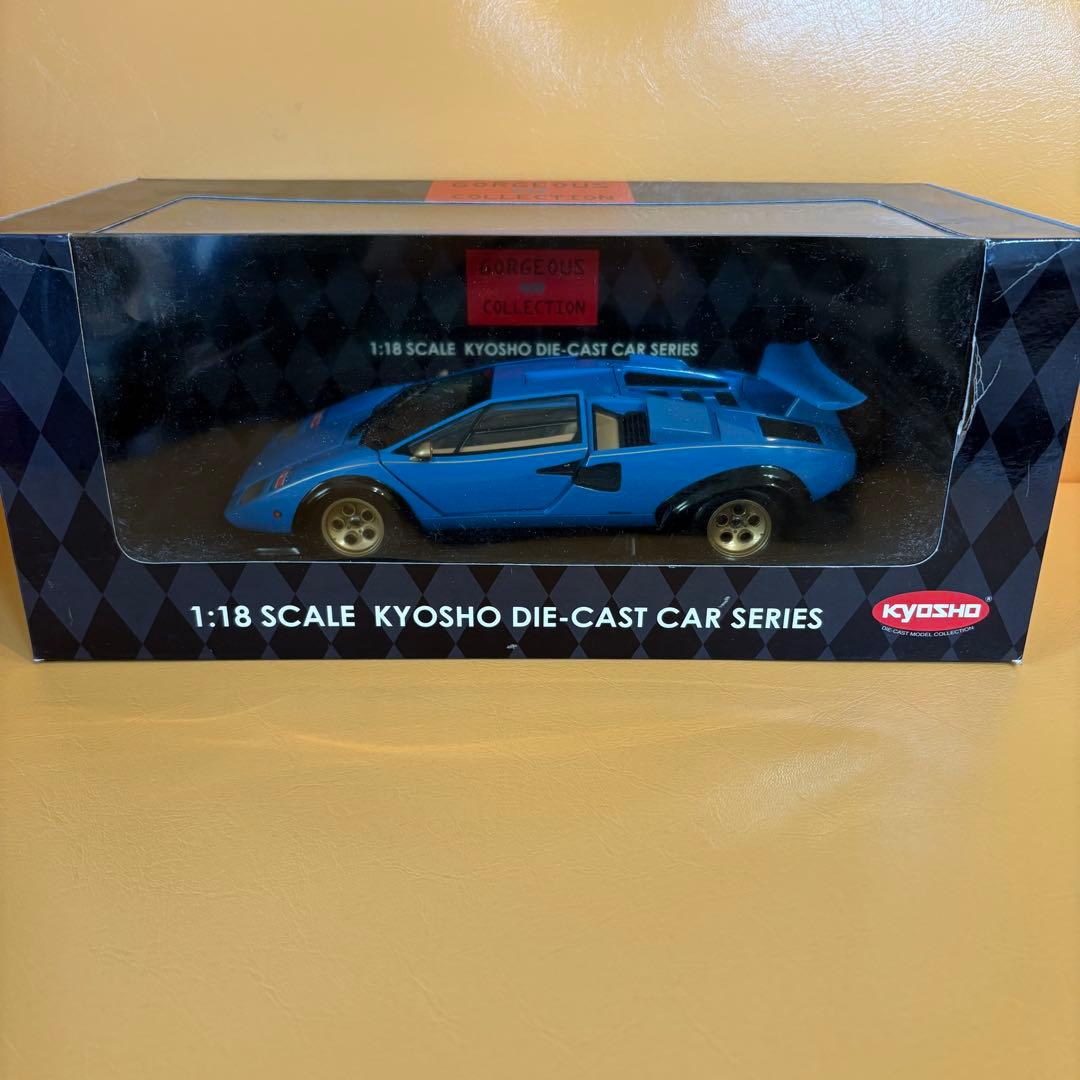 GORGEOUS
COLLECTION
GORGEOUS
COLLECTION
1:18 SCALE KYOSHO DIE-CAST CAR SERIES
1:18 SCALE KYOSHO DIE-CAST CAR SERIES
KYOSHO®
DIE-CAST MODEL COLLECTION